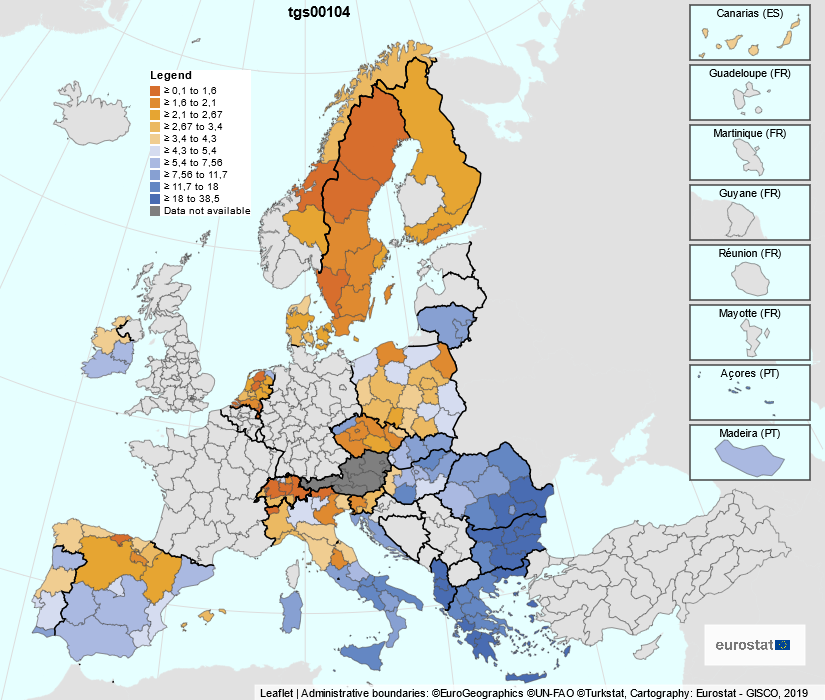 tgs00104
Canarias (ES)
Guadeloupe (FR)
Legend
≥ 0,1 to 1,6
≥ 1,6 to 2,1
≥ 2,1 to 2,67
≥ 2,67 to 3,4
≥ 3,4 to 4,3
≥ 4,3 to 5,4
≥ 5,4 to 7,56
≥ 7,56 to 11,7
≥ 11,7 to 18
≥ 18 to 38,5
Data not available
Martinique (FR)
Guyane (FR)
Réunion (FR)
Mayotte (FR)
Açores (PT)
Madeira (PT)
eurostat
Leaflet | Administrative boundaries: ©EuroGeographics ©UN-FAO ©Turkstat, Cartography: Eurostat - GISCO, 2019